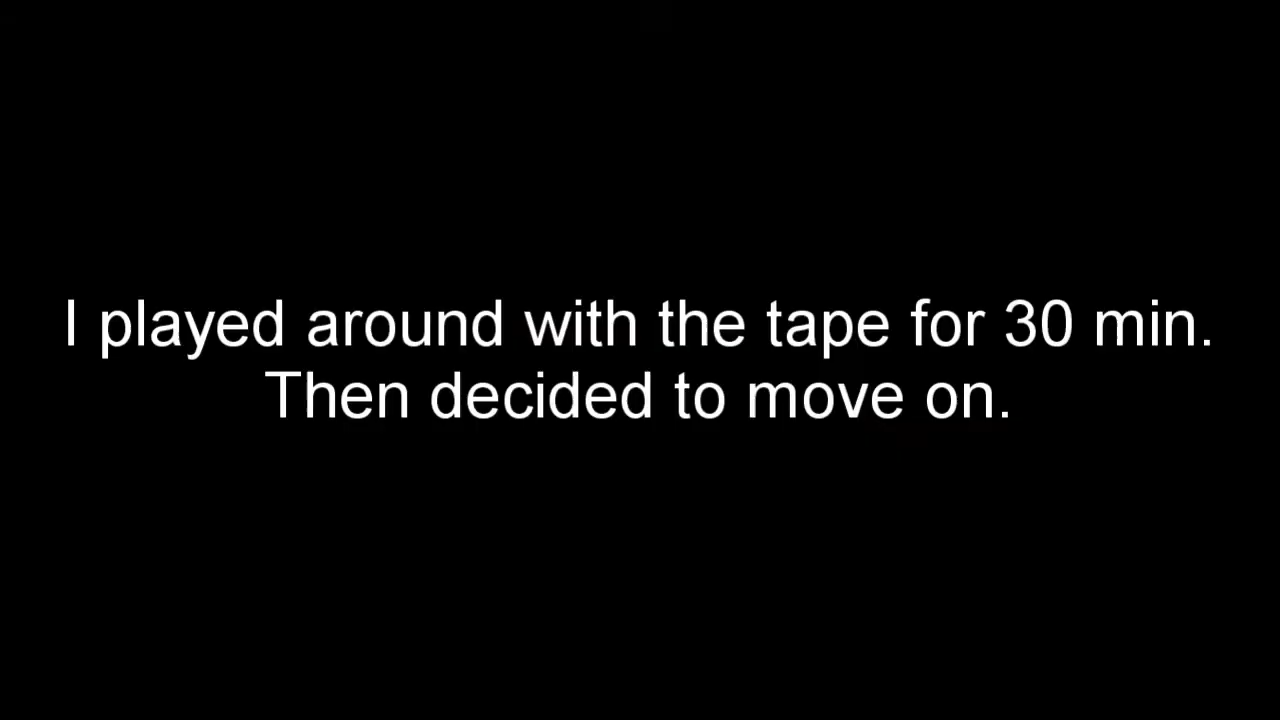 I played around with the tape for 30 min.
Then decided to move on.